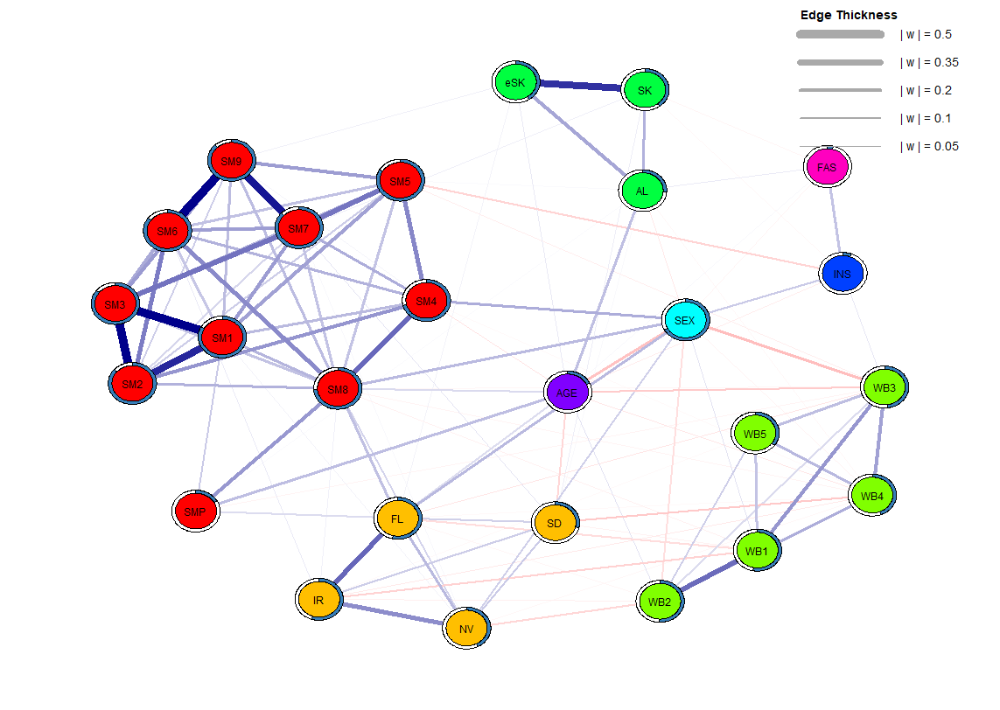 Edge Thickness
| w | = 0.5
| w | = 0.35
| w | = 0.2
| w | = 0.1
| w | = 0.05
eSK
SK
SM9
FAS
SM5
AL
SM7
SM6
INS
SM4
SM3
SEX
SM1
SM2
SM8
WB3
AGE
WB5
WB4
SMP
FL
SD
WB1
IR
WB2
NV